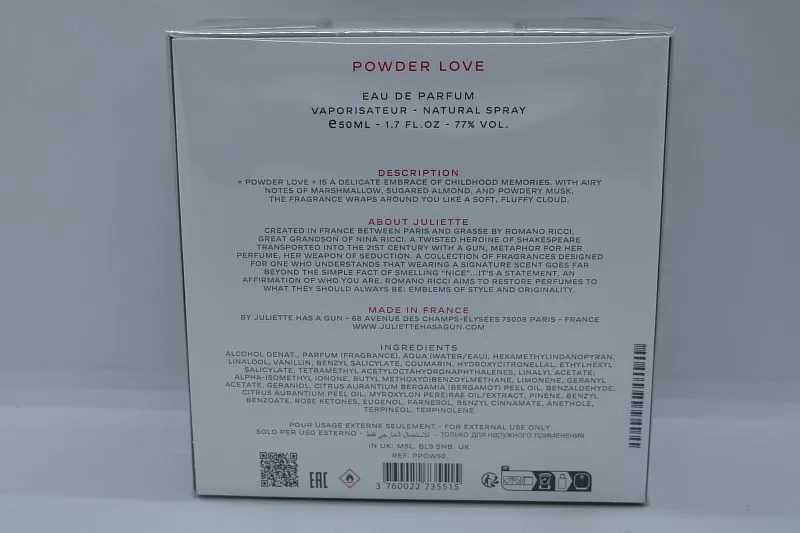 POWDER LOVE
EAU DE PARFUM
VAPORISATEUR - NATURAL SPRAY
e50ML - 1.7 FL.OZ - 77% VOL.
DESCRIPTION
« POWDER LOVE » IS A DELICATE EMBRACE OF CHILDHOOD MEMORIES. WITH AIRY
NOTES OF MARSHMALLOW, SUGARED ALMOND, AND POWDERY MUSK,
THE FRAGRANCE WRAPS AROUND YOU LIKE A SOFT, FLUFFY CLOUD.
ABOUT JULIETTE
CREATED IN FRANCE BETWEEN PARIS AND GRASSE BY ROMANO RICCI,
GREAT GRANDSON OF NINA RICCI. A TWISTED HEROINE OF SHAKESPEARE
TRANSPORTED INTO THE 21ST CENTURY WITH A GUN, METAPHOR FOR HER
PERFUME. HER WEAPON OF SEDUCTION. A COLLECTION OF FRAGRANCES DESIGNED
FOR ONE WHO UNDERSTANDS THAT WEARING A SIGNATURE SCENT GOES FAR
BEYOND THE SIMPLE FACT OF SMELLING "NICE"...IT'S A STATEMENT. AN
AFFIRMATION OF WHO YOU ARE. ROMANO RICCI AIMS TO RESTORE PERFUMES TO
WHAT THEY SHOULD ALWAYS BE: EMBLEMS OF STYLE AND ORIGINALITY.
MADE IN FRANCE
BY JULIETTE HAS A GUN - 68 AVENUE DES CHAMPS-ÉLYSÉES 75008 PARIS - FRANCE
WWW.JULIETTEHASAGUN.COM
INGREDIENTS
ALCOHOL DENAT., PARFUM (FRAGRANCE), AQUA (WATER/EAU), HEXAMETHYLINDANOPYRAN,
LINALOOL, VANILLIN, BENZYL SALICYLATE, COUMARIN, HYDROXYCITRONELLAL, ETHYLHEXYL
SALICYLATE, TETRAMETHYL ACETYLOCTAHYDRONAPHTHALENES, LINALYL ACETATE,
ALPHA-ISOMETHYL IONONE, BUTYL METHOXYDIBENZOYLMETHANE, LIMONENE, GERANYL
ACETATE, GERANIOL, CITRUS AURANTIUM BERGAMIA (BERGAMOT) PEEL OIL, BENZALDEHYDE,
CITRUS AURANTIUM PEEL OIL, MYROXYLON PEREIRAE OIL/EXTRACT, PINENE, BENZYL
BENZOATE, ROSE KETONES, EUGENOL, FARNESOL, BENZYL CINNAMATE, ANETHOLE,
TERPINEOL, TERPINOLENE
POUR USAGE EXTERNE SEULEMENT - FOR EXTERNAL USE ONLY
SOLO PER USO ESTERNO - للاستعمال الخارجي فقط - только для наружного применения
IN UK: MSL, BL9 5NB, UK
REF: PPOW50
EAC
3 760022 735515